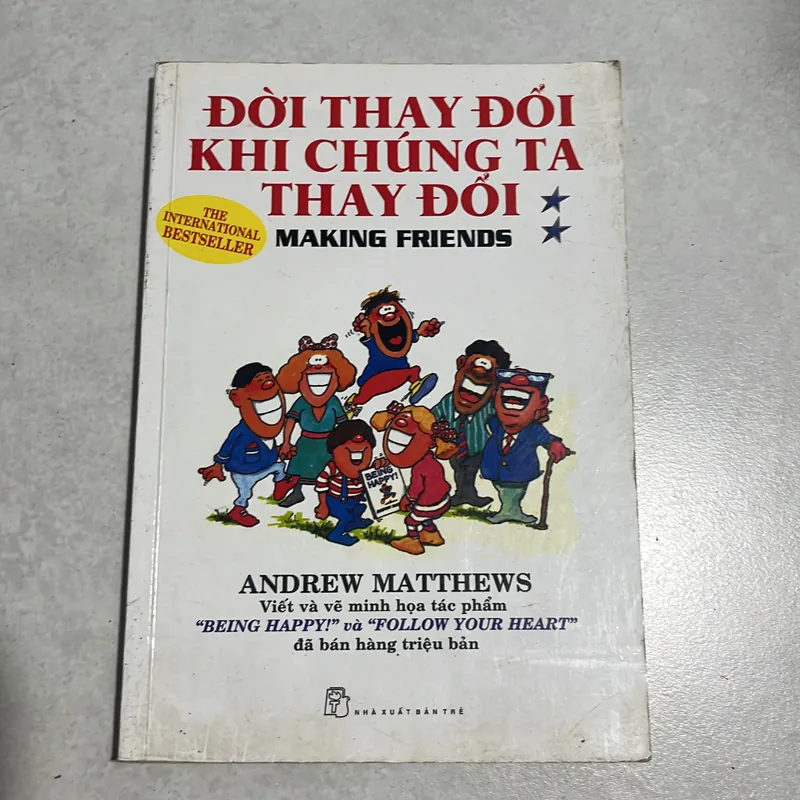 ĐỜI THAY ĐỔI
KHI CHÚNG TA
THAY ĐỔI
THE
INTERNATIONAL
BESTSELLER
MAKING FRIENDS
BEING
HAPPY!
ANDREW MATTHEWS
Viết và vẽ minh họa tác phẩm
“BEING HAPPY!” và “FOLLOW YOUR HEART”
đã bán hàng triệu bản
NHÀ XUẤT BẢN TRẺ